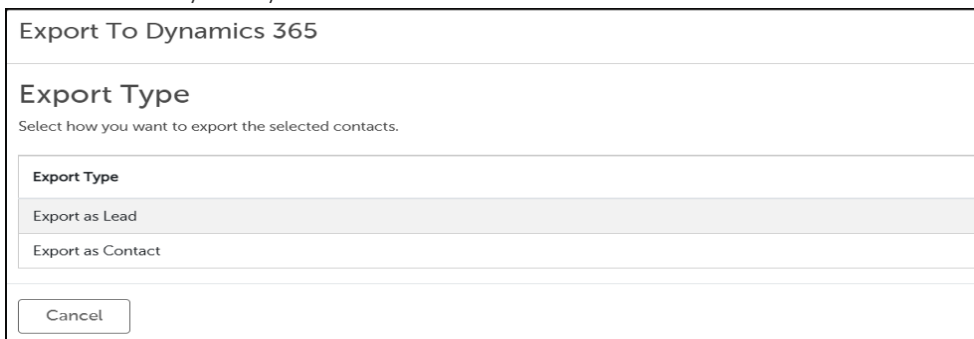 Export To Dynamics 365
Export Type
Select how you want to export the selected contacts.
Export Type
Export as Lead
Export as Contact
Cancel